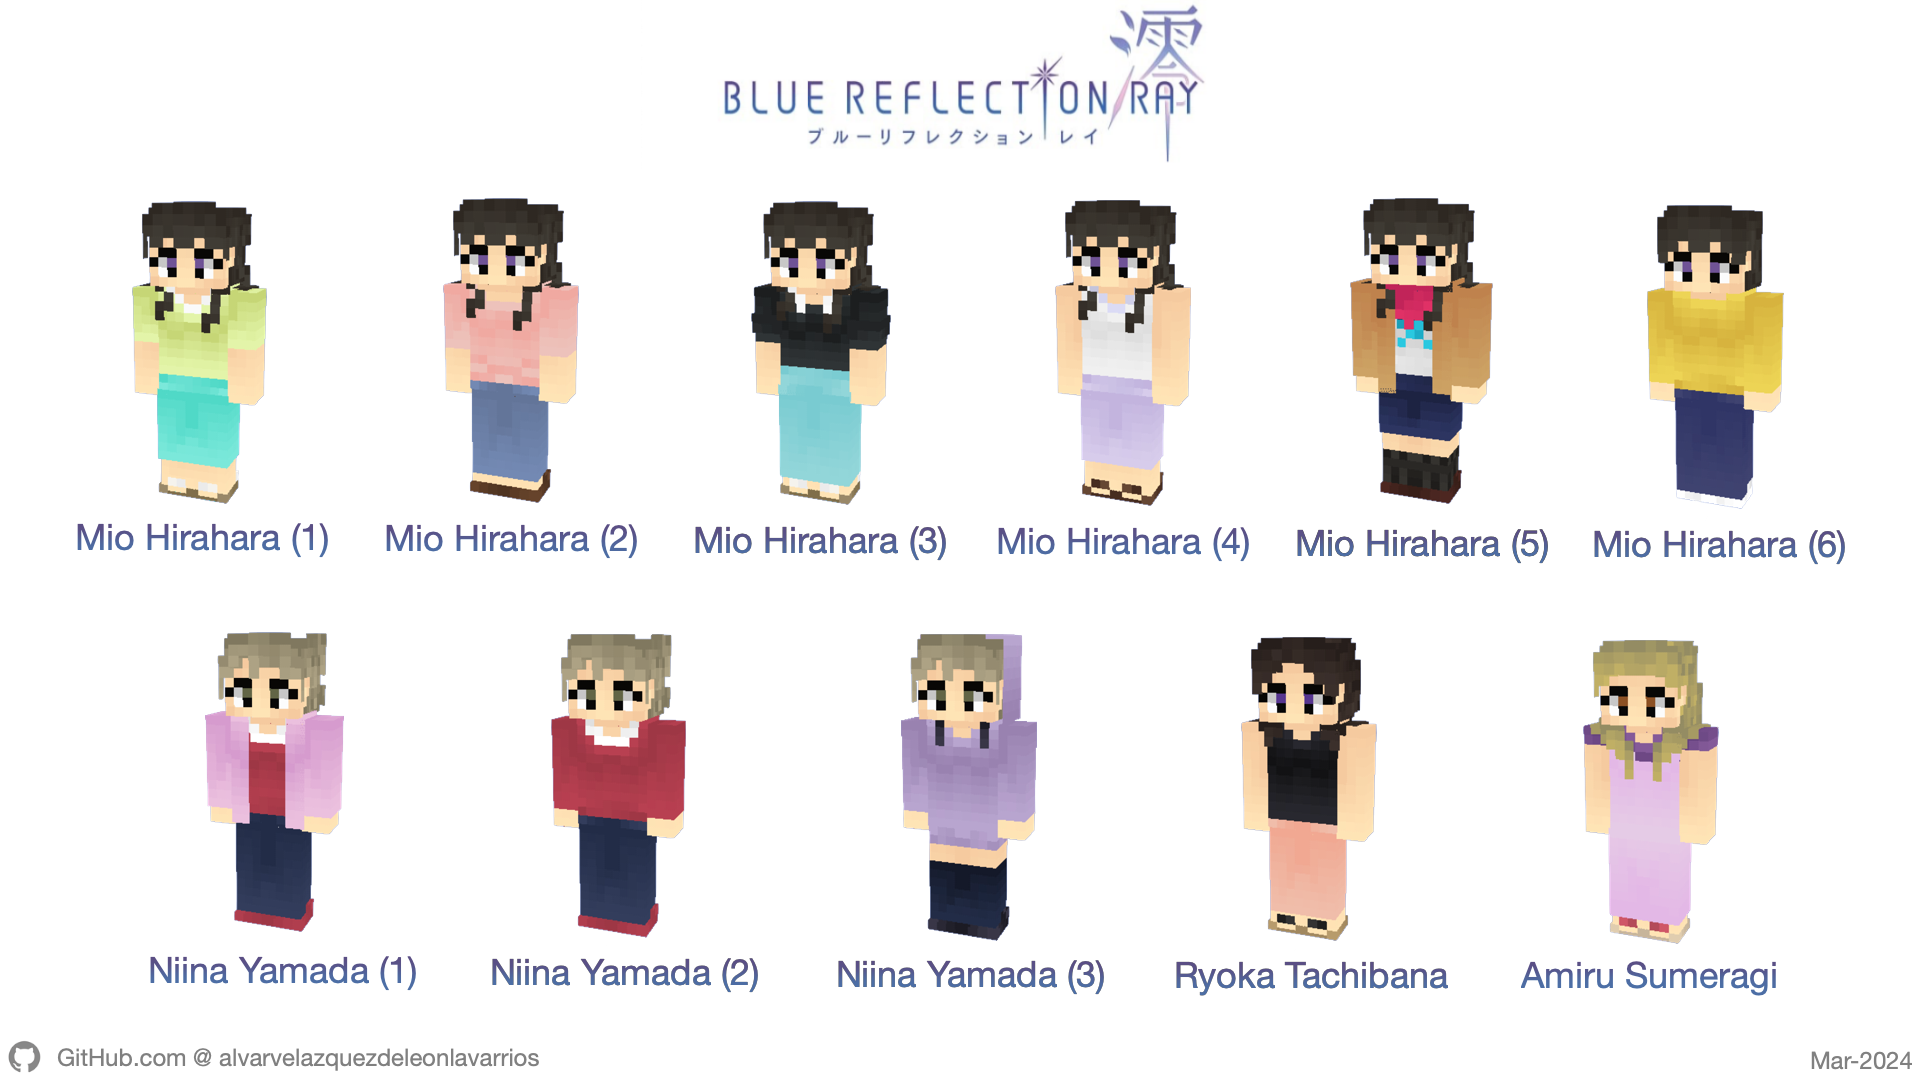 澪
BLUE REFLECTION RAY
ブルーリフレクション レイ
Mio Hirahara (1)
Mio Hirahara (2)
Mio Hirahara (3)
Mio Hirahara (4)
Mio Hirahara (5)
Mio Hirahara (6)
Niina Yamada (1)
Niina Yamada (2)
Niina Yamada (3)
Ryoka Tachibana
Amiru Sumeragi
GitHub.com @ alvarvelazquezdeleonlavarrios
Mar-2024